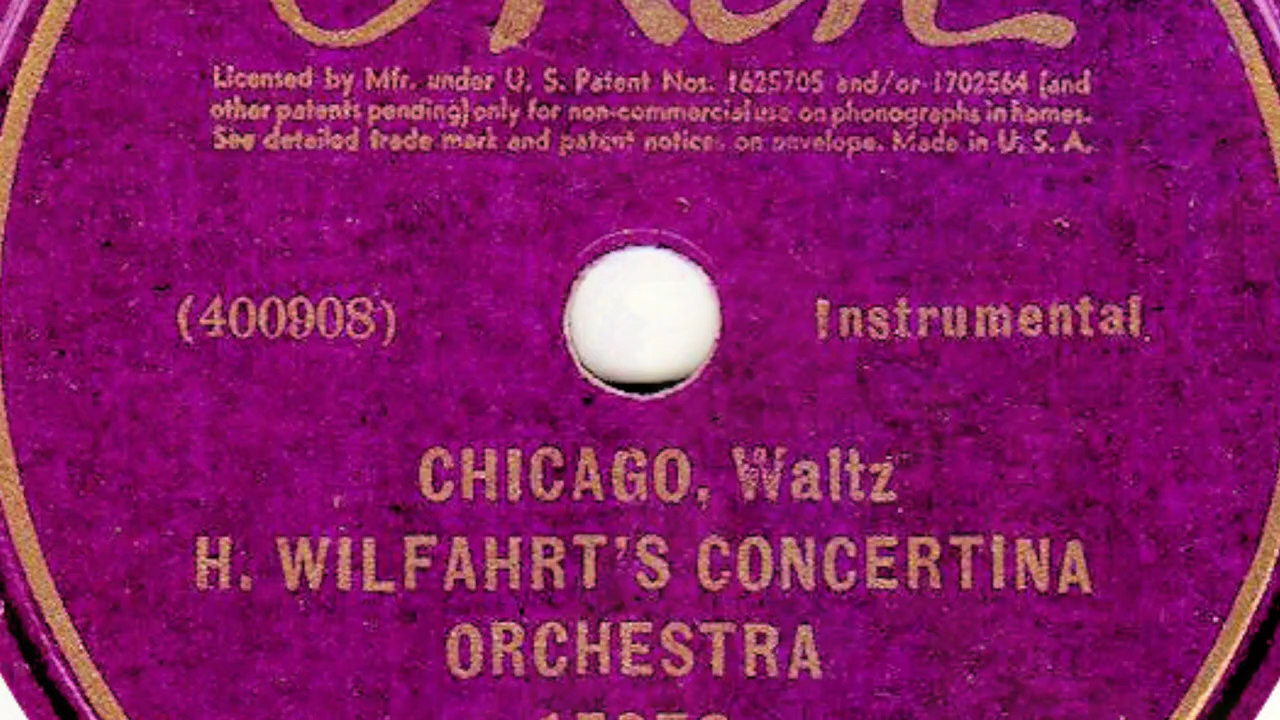 Licensed by Mfr. under U. S. Patent Nos. 1625705 and/or 1702564 (and
other patents pending) only for non-commercial use on phonographs in homes.
See detailed trade mark and patent notices on envelope. Made in U. S. A.
(400908)
Instrumental
CHICAGO, Waltz
H. WILFAHRT'S CONCERTINA
ORCHESTRA